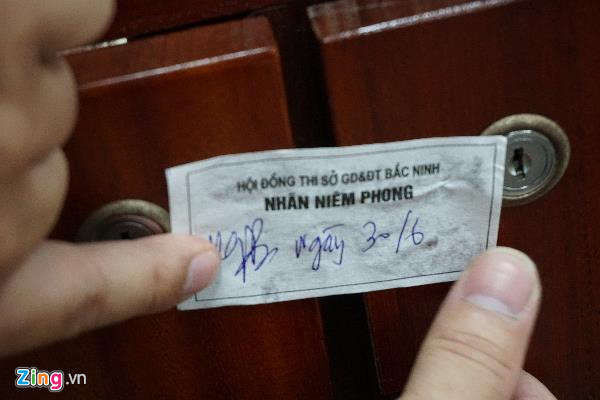 HỘI ĐỒNG THI SỞ GD&ĐT BẮC NINH
NHÃN NIÊM PHONG
ngày 30/6
Zing.vn